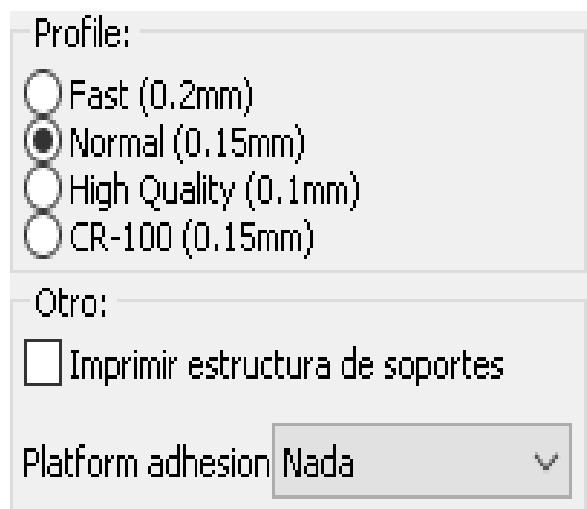 Profile:
Fast (0.2mm)
Normal (0.15mm)
High Quality (0.1mm)
CR-100 (0.15mm)
Otro:
Imprimir estructura de soportes
Platform adhesion Nada